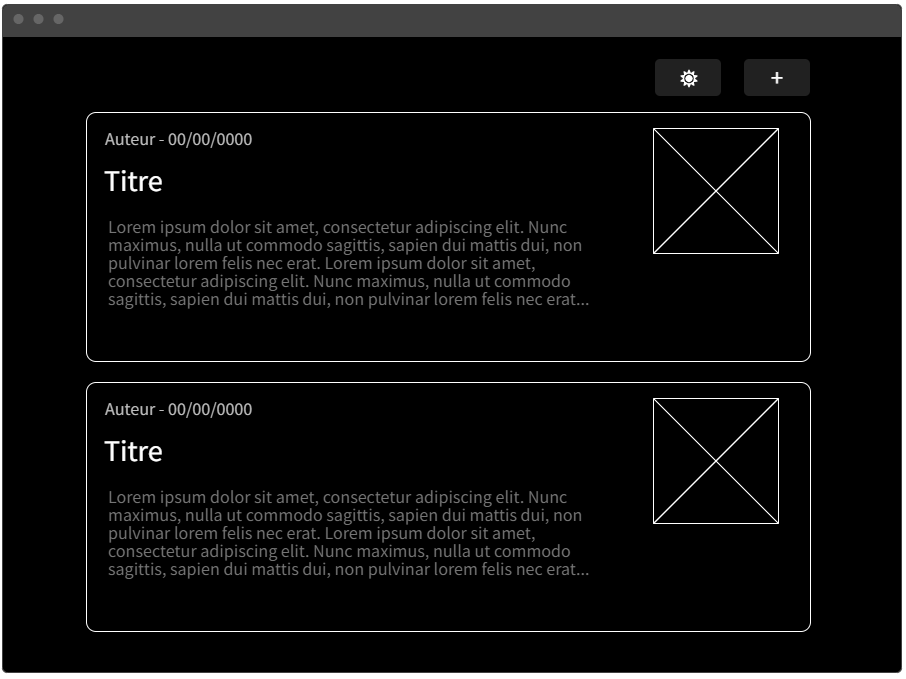 +
Auteur - 00/00/0000
Titre
Lorem ipsum dolor sit amet, consectetur adipiscing elit. Nunc
maximus, nulla ut commodo sagittis, sapien dui mattis dui, non
pulvinar lorem felis nec erat. Lorem ipsum dolor sit amet,
consectetur adipiscing elit. Nunc maximus, nulla ut commodo
sagittis, sapien dui mattis dui, non pulvinar lorem felis nec erat...
Auteur - 00/00/0000
Titre
Lorem ipsum dolor sit amet, consectetur adipiscing elit. Nunc
maximus, nulla ut commodo sagittis, sapien dui mattis dui, non
pulvinar lorem felis nec erat. Lorem ipsum dolor sit amet,
consectetur adipiscing elit. Nunc maximus, nulla ut commodo
sagittis, sapien dui mattis dui, non pulvinar lorem felis nec erat...